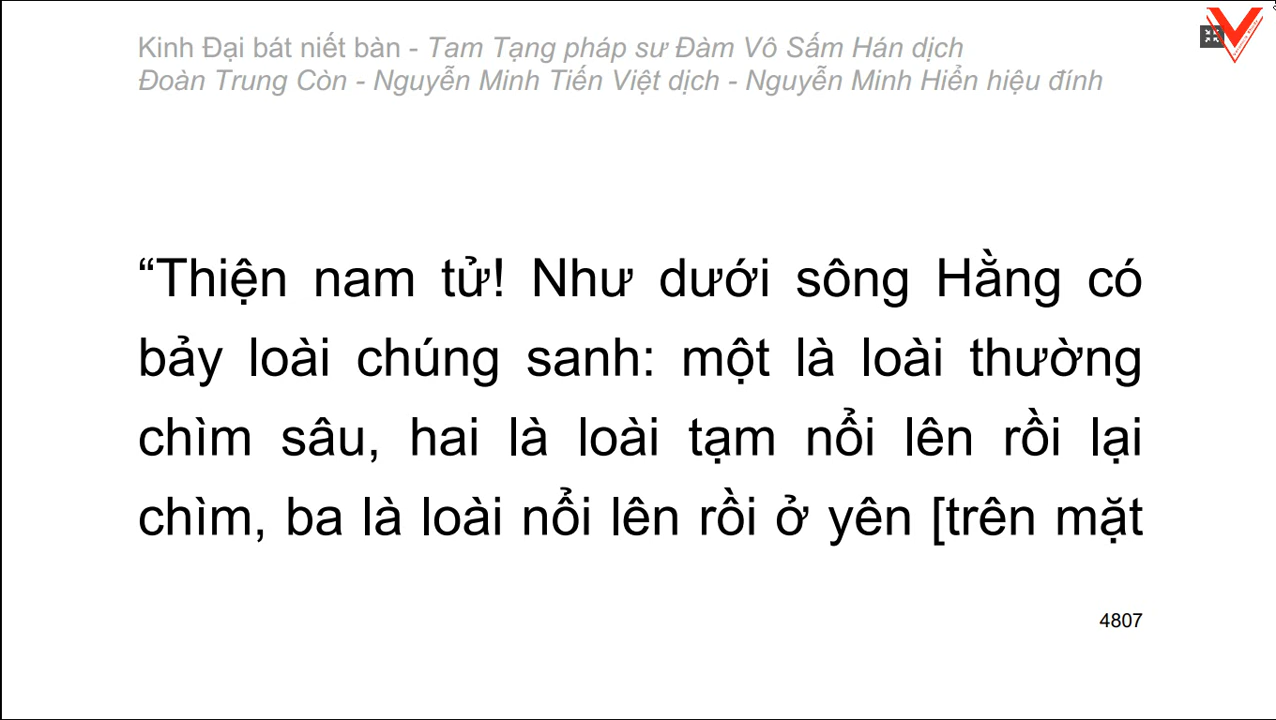 Kinh Đại bát niết bàn - Tam Tạng pháp sư Đàm Vô Sấm Hán dịch
Đoàn Trung Còn - Nguyễn Minh Tiến Việt dịch - Nguyễn Minh Hiển hiệu đính
“Thiện nam tử! Như dưới sông Hằng có
bảy loài chúng sanh: một là loài thường
chìm sâu, hai là loài tạm nổi lên rồi lại
chìm, ba là loài nổi lên rồi ở yên [trên mặt
4807